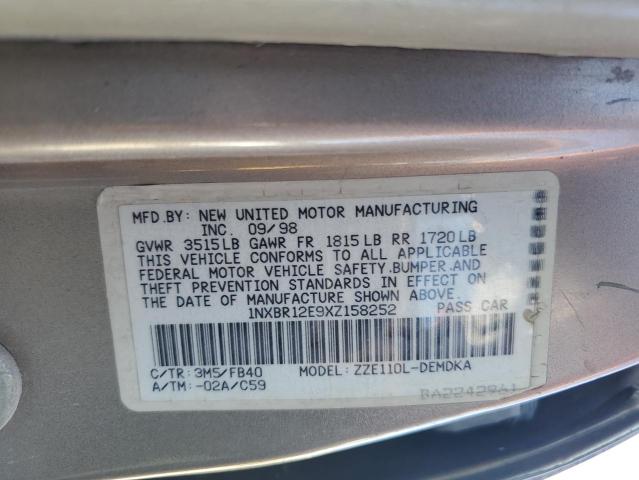 MFD.BY: NEW UNITED MOTOR MANUFACTURING
INC. 09/98
GVWR 3515LB GAWR FR 1815LB RR 1720LB
THIS VEHICLE CONFORMS TO ALL APPLICABLE
FEDERAL MOTOR VEHICLE SAFETY,BUMPER,AND
THEFT PREVENTION STANDARDS IN EFFECT ON
THE DATE OF MANUFACTURE SHOWN ABOVE.
1NXBR12E9XZ158252 PASS CAR
C/TR: 3M5/FB40 MODEL: ZZE110L-DEMDKA
A/TM: -02A/C59
BA2242961